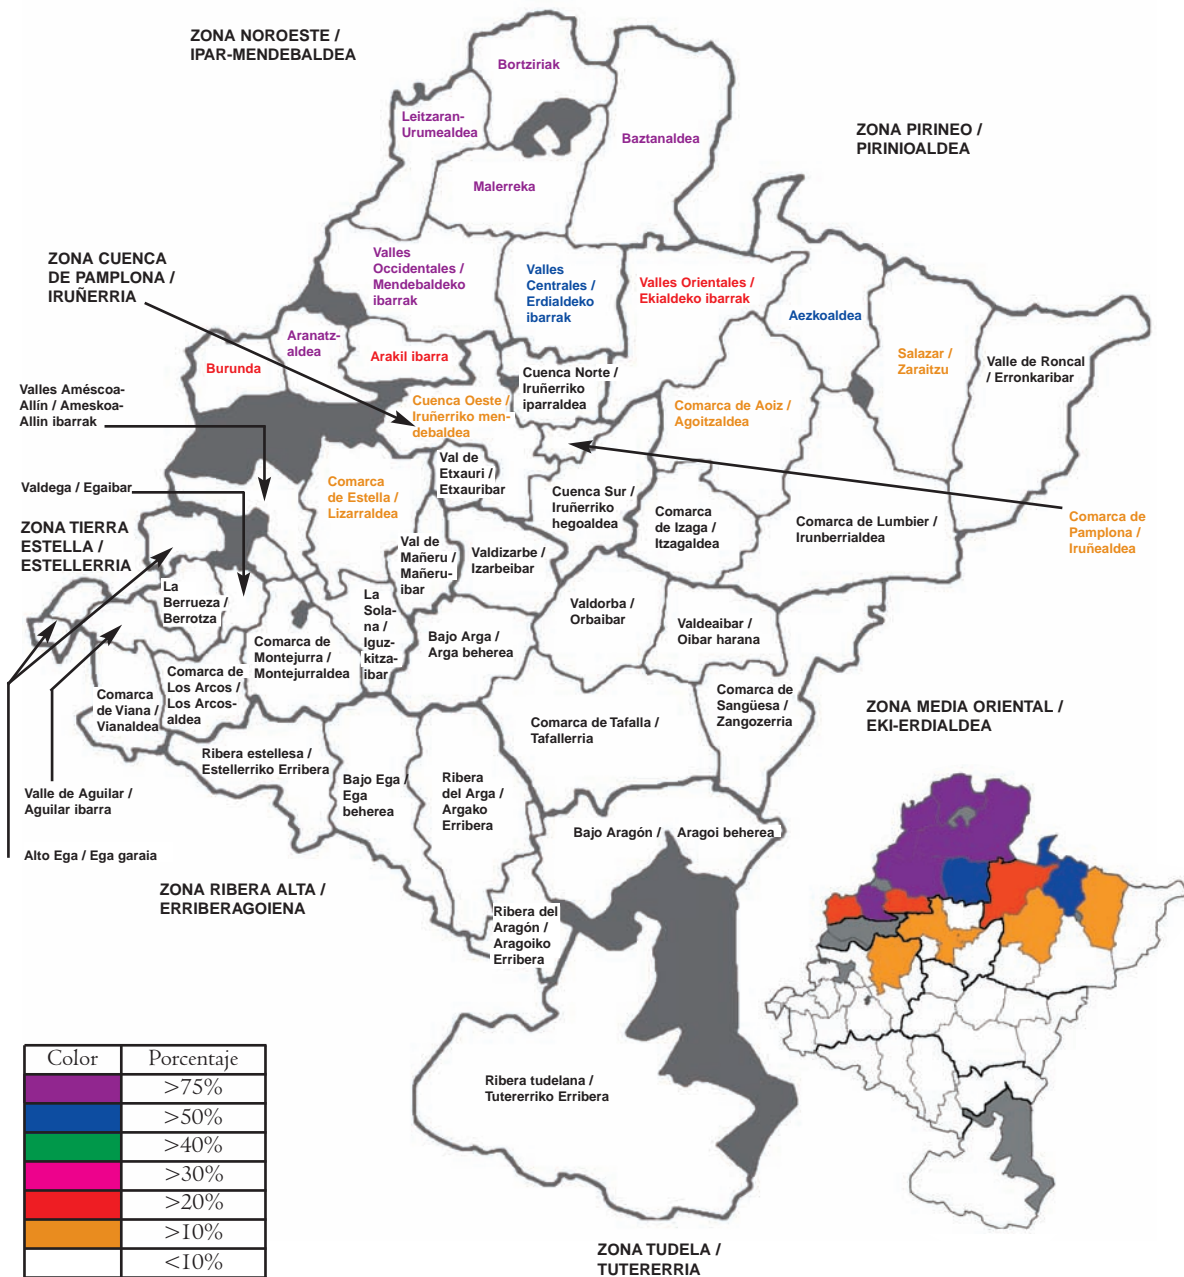 ZONA NOROESTE /
IPAR-MENDEBALDEA
Bortziriak
Leitzaran-
Urumealdea
Baztanaldea
ZONA PIRINEO /
PIRINIOALDEA
Malerreka
ZONA CUENCA
DE PAMPLONA /
IRUÑERRIA
Valles
Occidentales /
Mendebaldeko
ibarrak
Valles
Centrales /
Erdialdeko
ibarrak
Valles Orientales /
Ekialdeko ibarrak
Aezkoaldea
Aranatz-
aldea
Burunda
Arakil ibarra
Salazar /
Zaraitzu
Valle de Roncal
/ Erronkaribar
Cuenca Norte /
Iruñerriko
iparraldea
Valles Améscoa-
Allín / Ameskoa-
Allin ibarrak
Cuenca Oeste /
Iruñerriko men-
debaldea
Comarca de Aoiz /
Agoitzaldea
Val de
Etxauri /
Etxauribar
Valdega / Egaibar
Comarca
de Estella /
Lizarraldea
Cuenca Sur /
Iruñerriko
hegoaldea
Comarca
de Izaga /
Itzagaldea
Comarca de Lumbier /
Irunberrialdea
Comarca de
Pamplona /
Iruñealdea
ZONA TIERRA
ESTELLA /
ESTELLERRIA
Val de
Mañeru /
Mañeru-
ibar
Valdizarbe /
Izarbeibar
La
Berrueza /
Berrotza
La
Sola-
na /
Iguz-
kitza-
ibar
Valdorba /
Orbaibar
Valdeaibar /
Oibar harana
Comarca de
Montejurra /
Montejurraldea
Bajo Arga /
Arga beherea
Comarca de
Los Arcos /
Los Arcos-
aldea
Comarca
de Viana /
Vianaldea
Comarca de
Sangüesa /
Zangozerria
Comarca de Tafalla /
Tafallerria
ZONA MEDIA ORIENTAL /
EKI-ERDIALDEA
Ribera estellesa /
Estellerriko Erribera
Bajo Ega /
Ega
beherea
Ribera
del Arga /
Argako
Erribera
Valle de Aguilar /
Aguilar ibarra
Bajo Aragón / Aragoi beherea
Alto Ega / Ega garaia
ZONA RIBERA ALTA /
ERRIBERAGOIENA
Ribera del
Aragón /
Aragoiko
Erribera
Ribera tudelana /
Tutererriko Erribera
Color Porcentaje
>75%
>50%
>40%
>30%
>20%
>10%
<10%
ZONA TUDELA /
TUTERERRIA